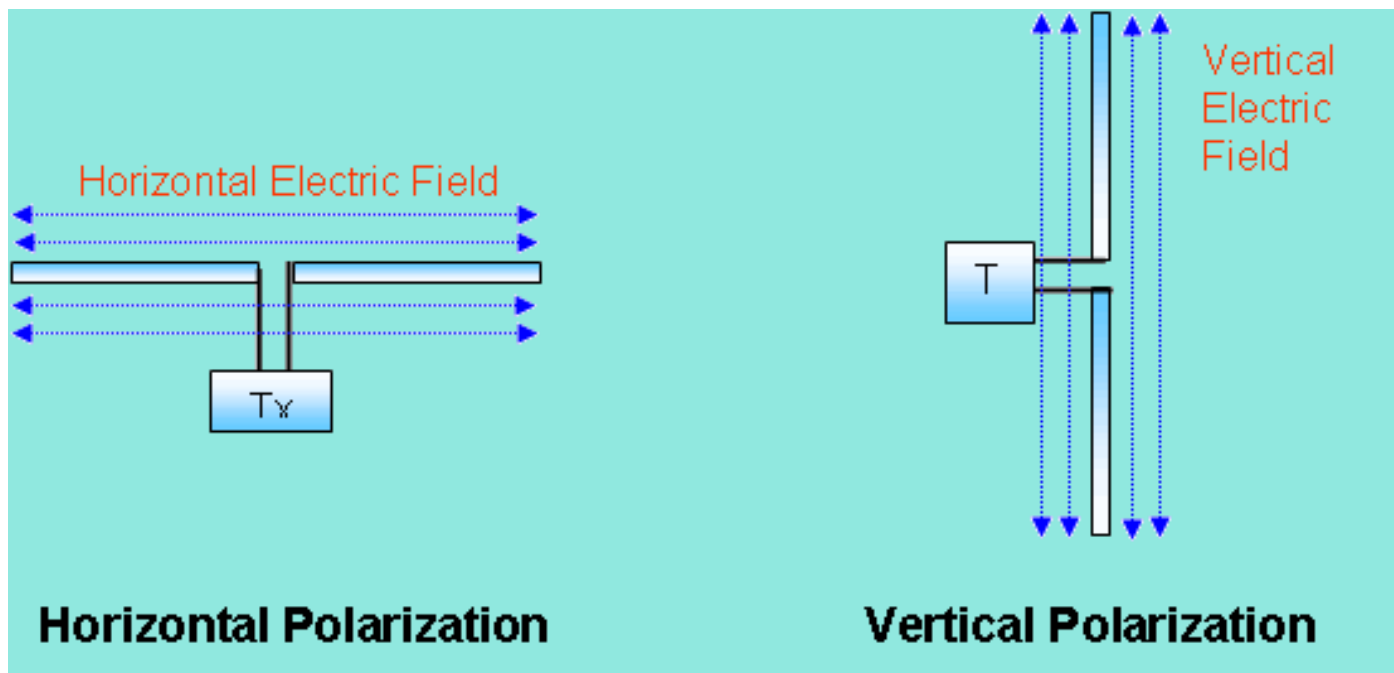 Horizontal Electric Field
Tx
Horizontal Polarization
Vertical
Electric
Field
T
Vertical Polarization